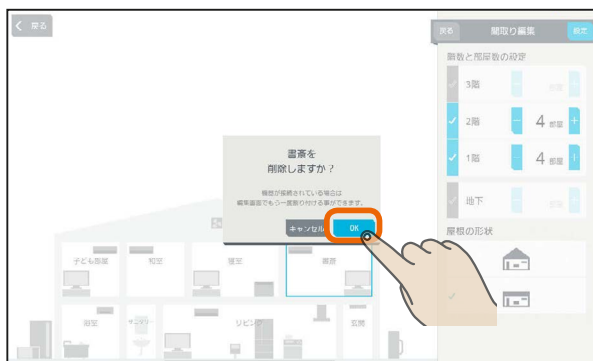 戻る
戻る
間取り編集
設定
階数と部屋数の設定
3階
部屋
2階
4 部屋
1階
4 部屋
地下
部屋
屋根の形状
書斎を
削除しますか？
機器が接続されている場合は
編集画面でもう一度取り付ける事ができます。
キャンセル
OK
子ども部屋
和室
寝室
書斎
浴室
リビング
玄関